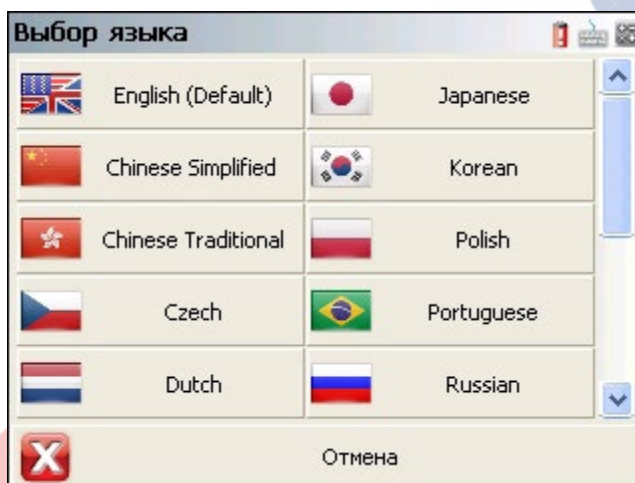 Выбор языка
English (Default)
Japanese
Chinese Simplified
Korean
Chinese Traditional
Polish
Czech
Portuguese
Dutch
Russian
Отмена